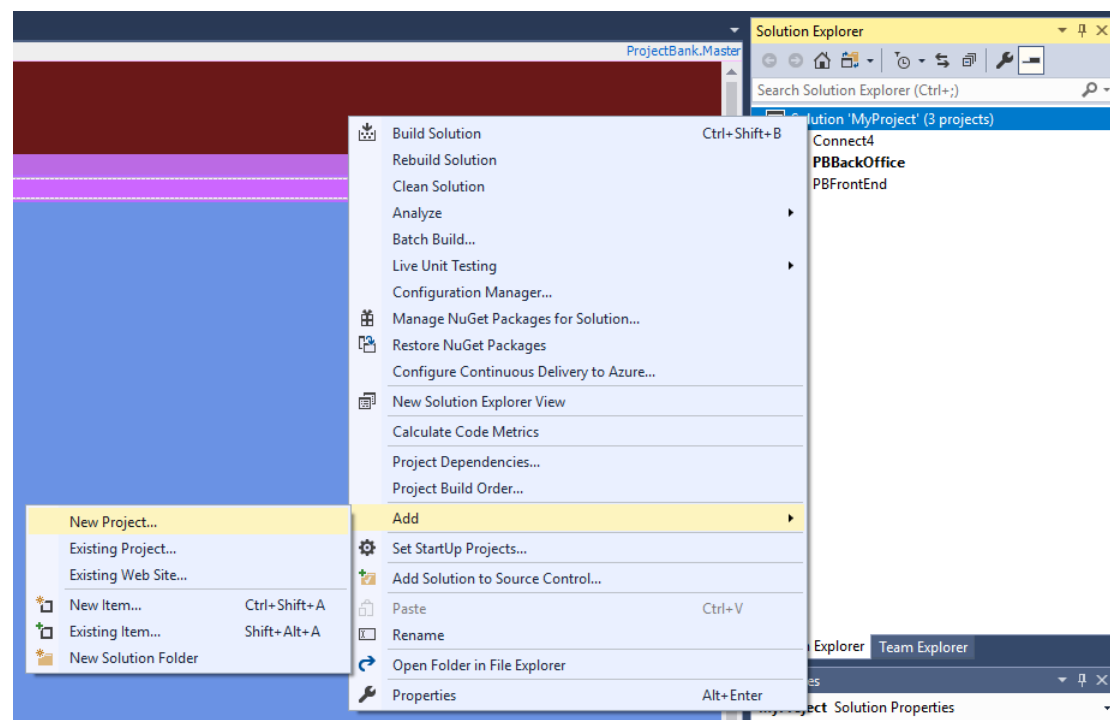 Solution Explorer
ProjectBank.Master
Search Solution Explorer (Ctrl+;)
Solution 'MyProject' (3 projects)
Connect4
PBBackOffice
PBFrontEnd
Build Solution Ctrl+Shift+B
Rebuild Solution
Clean Solution
Analyze
Batch Build...
Live Unit Testing
Configuration Manager...
Manage NuGet Packages for Solution...
Restore NuGet Packages
Configure Continuous Delivery to Azure...
New Solution Explorer View
Calculate Code Metrics
Project Dependencies...
Project Build Order...
Add
Set StartUp Projects...
Add Solution to Source Control...
Paste Ctrl+V
Rename
Open Folder in File Explorer
Properties Alt+Enter
New Project...
Existing Project...
Existing Web Site...
New Item... Ctrl+Shift+A
Existing Item... Shift+Alt+A
New Solution Folder
Explorer Team Explorer
MyProject Solution Properties